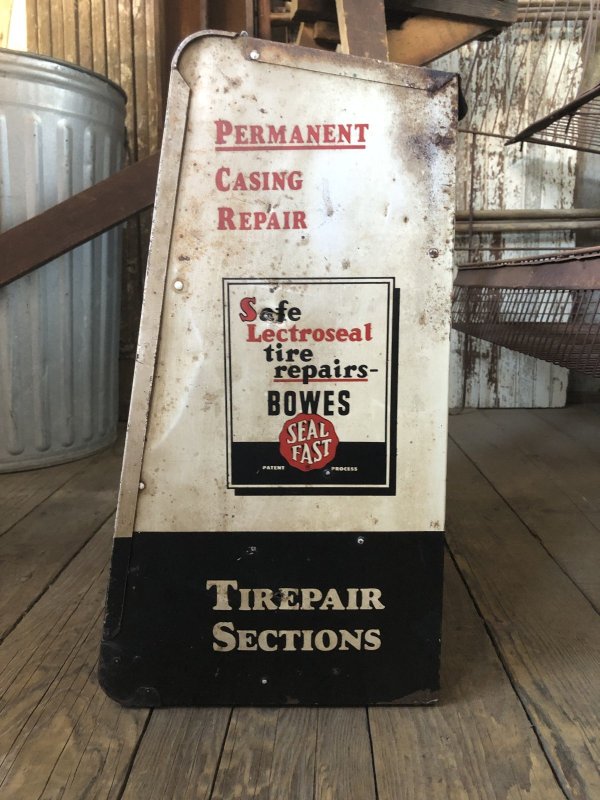 PERMANENT
CASING
REPAIR
Safe
Lectroseal
tire
repairs-
BOWES
SEAL
FAST
PATENT PROCESS
TIREPAIR
SECTIONS